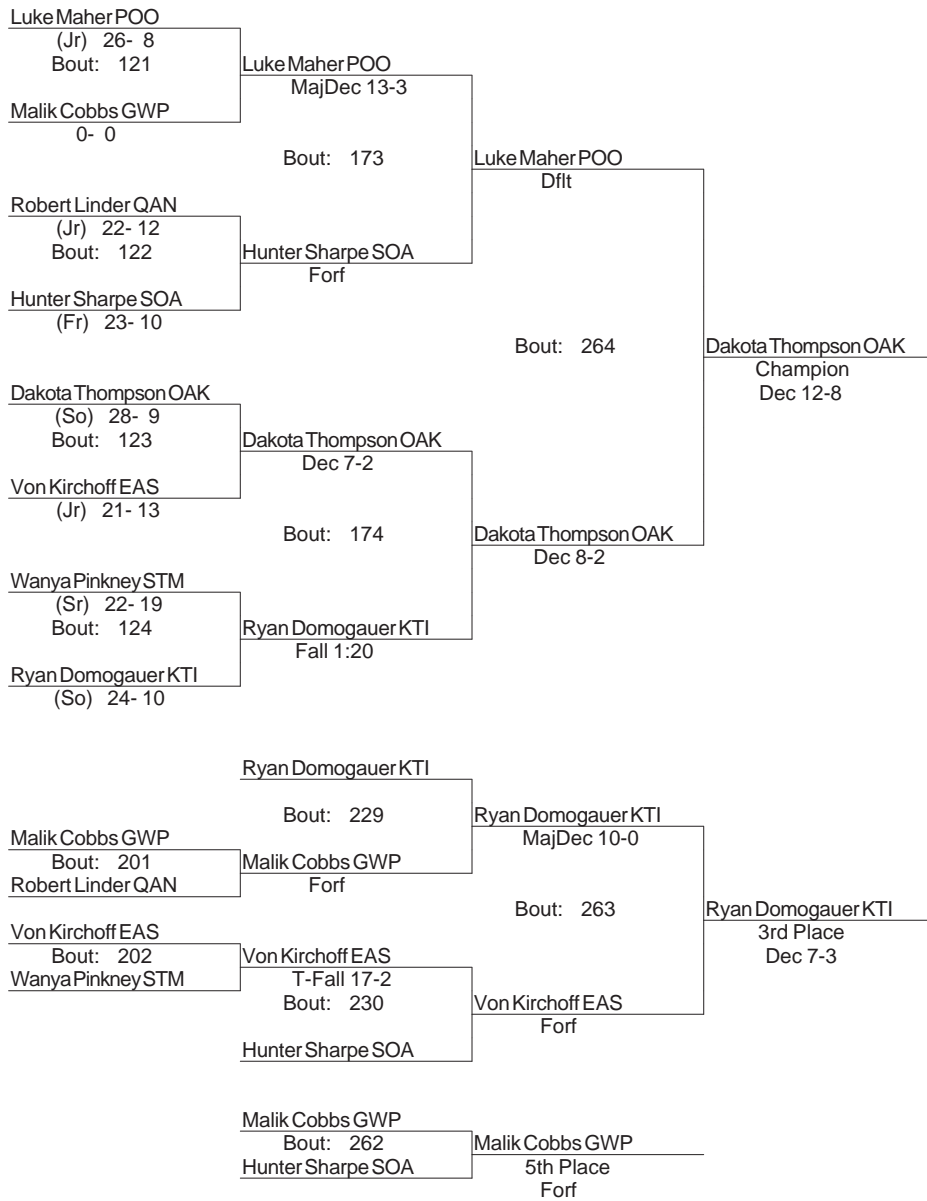 Luke Maher POO
(Jr) 26- 8
Bout: 121
Luke Maher POO
MajDec 13-3
Malik Cobbs GWP
0- 0
Bout: 173
Luke Maher POO
Dflt
Robert Linder QAN
(Jr) 22- 12
Bout: 122
Hunter Sharpe SOA
Forf
Hunter Sharpe SOA
(Fr) 23- 10
Bout: 264
Dakota Thompson OAK
Champion
Dec 12-8
Dakota Thompson OAK
(So) 28- 9
Bout: 123
Dakota Thompson OAK
Dec 7-2
Von Kirchoff EAS
(Jr) 21- 13
Bout: 174
Dakota Thompson OAK
Dec 8-2
Wanya Pinkney STM
(Sr) 22- 19
Bout: 124
Ryan Domogauer KTI
Fall 1:20
Ryan Domogauer KTI
(So) 24- 10
Ryan Domogauer KTI
Bout: 229
Ryan Domogauer KTI
MajDec 10-0
Malik Cobbs GWP
Bout: 201
Robert Linder QAN
Malik Cobbs GWP
Forf
Bout: 263
Ryan Domogauer KTI
3rd Place
Dec 7-3
Von Kirchoff EAS
Bout: 202
Wanya Pinkney STM
Von Kirchoff EAS
T-Fall 17-2
Bout: 230
Von Kirchoff EAS
Forf
Hunter Sharpe SOA
Malik Cobbs GWP
Bout: 262
Hunter Sharpe SOA
Malik Cobbs GWP
5th Place
Forf